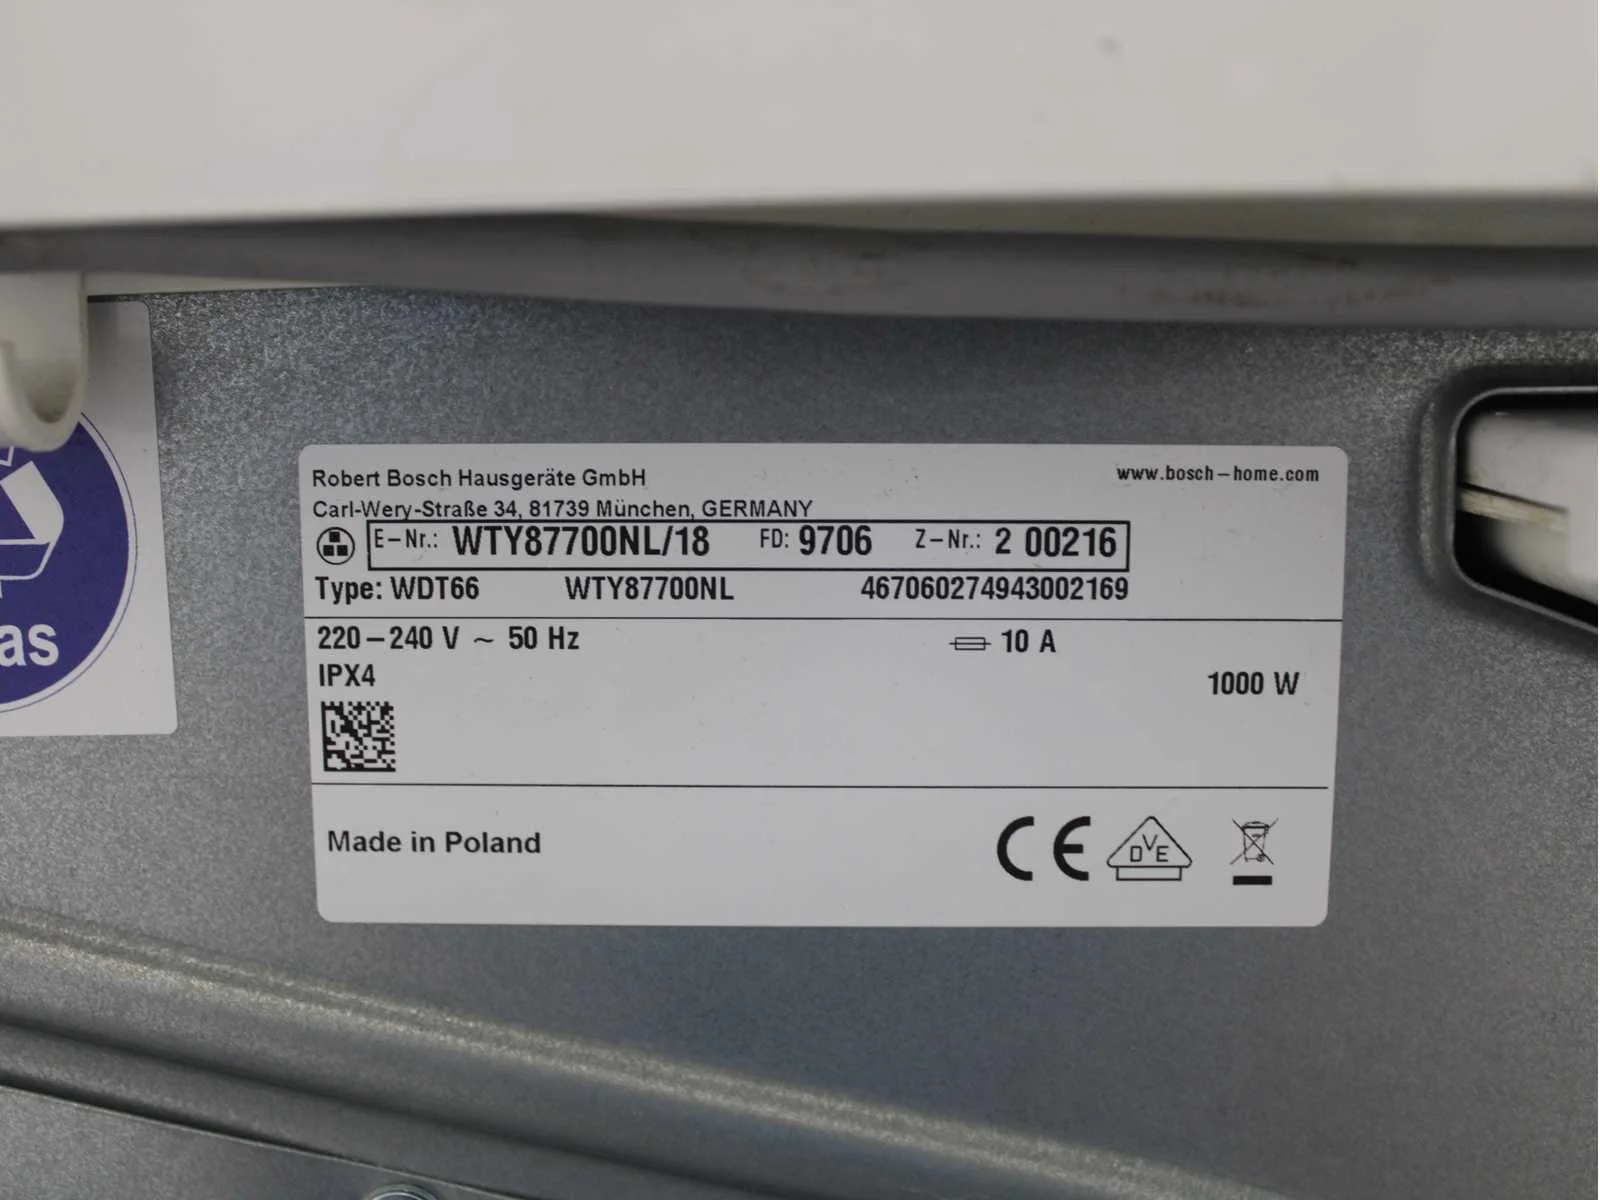 Robert Bosch Hausgeräte GmbH
www.bosch-home.com
Carl-Wery-Straße 34, 81739 München, GERMANY
E-Nr.: WTY87700NL/18 FD: 9706 Z-Nr.: 2 00216
Type: WDT66 WTY87700NL 467060274943002169
220-240 V ~ 50 Hz 10 A
IPX4
1000 W
as
Made in Poland
CE DVE